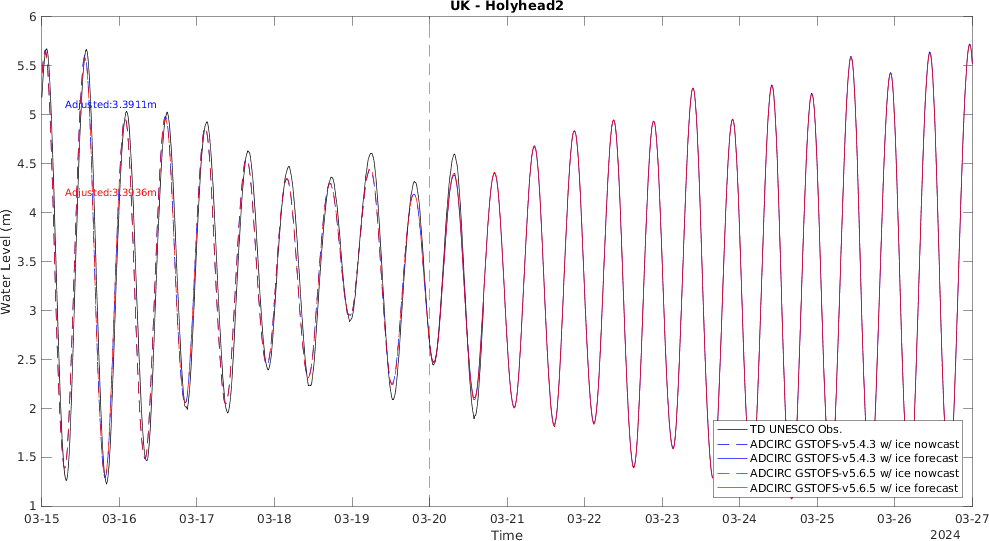 UK - Holyhead2
6
5.5
5
4.5
4
3.5
3
2.5
2
1.5
1
Water Level (m)
Adjusted:3.3911m
Adjusted:3.3936m
TD UNESCO Obs.
ADCIRC GSTOFS-v5.4.3 w/ ice nowcast
ADCIRC GSTOFS-v5.4.3 w/ ice forecast
ADCIRC GSTOFS-v5.6.5 w/ ice nowcast
ADCIRC GSTOFS-v5.6.5 w/ ice forecast
03-15 03-16 03-17 03-18 03-19 03-20 03-21 03-22 03-23 03-24 03-25 03-26 03-27
Time
2024